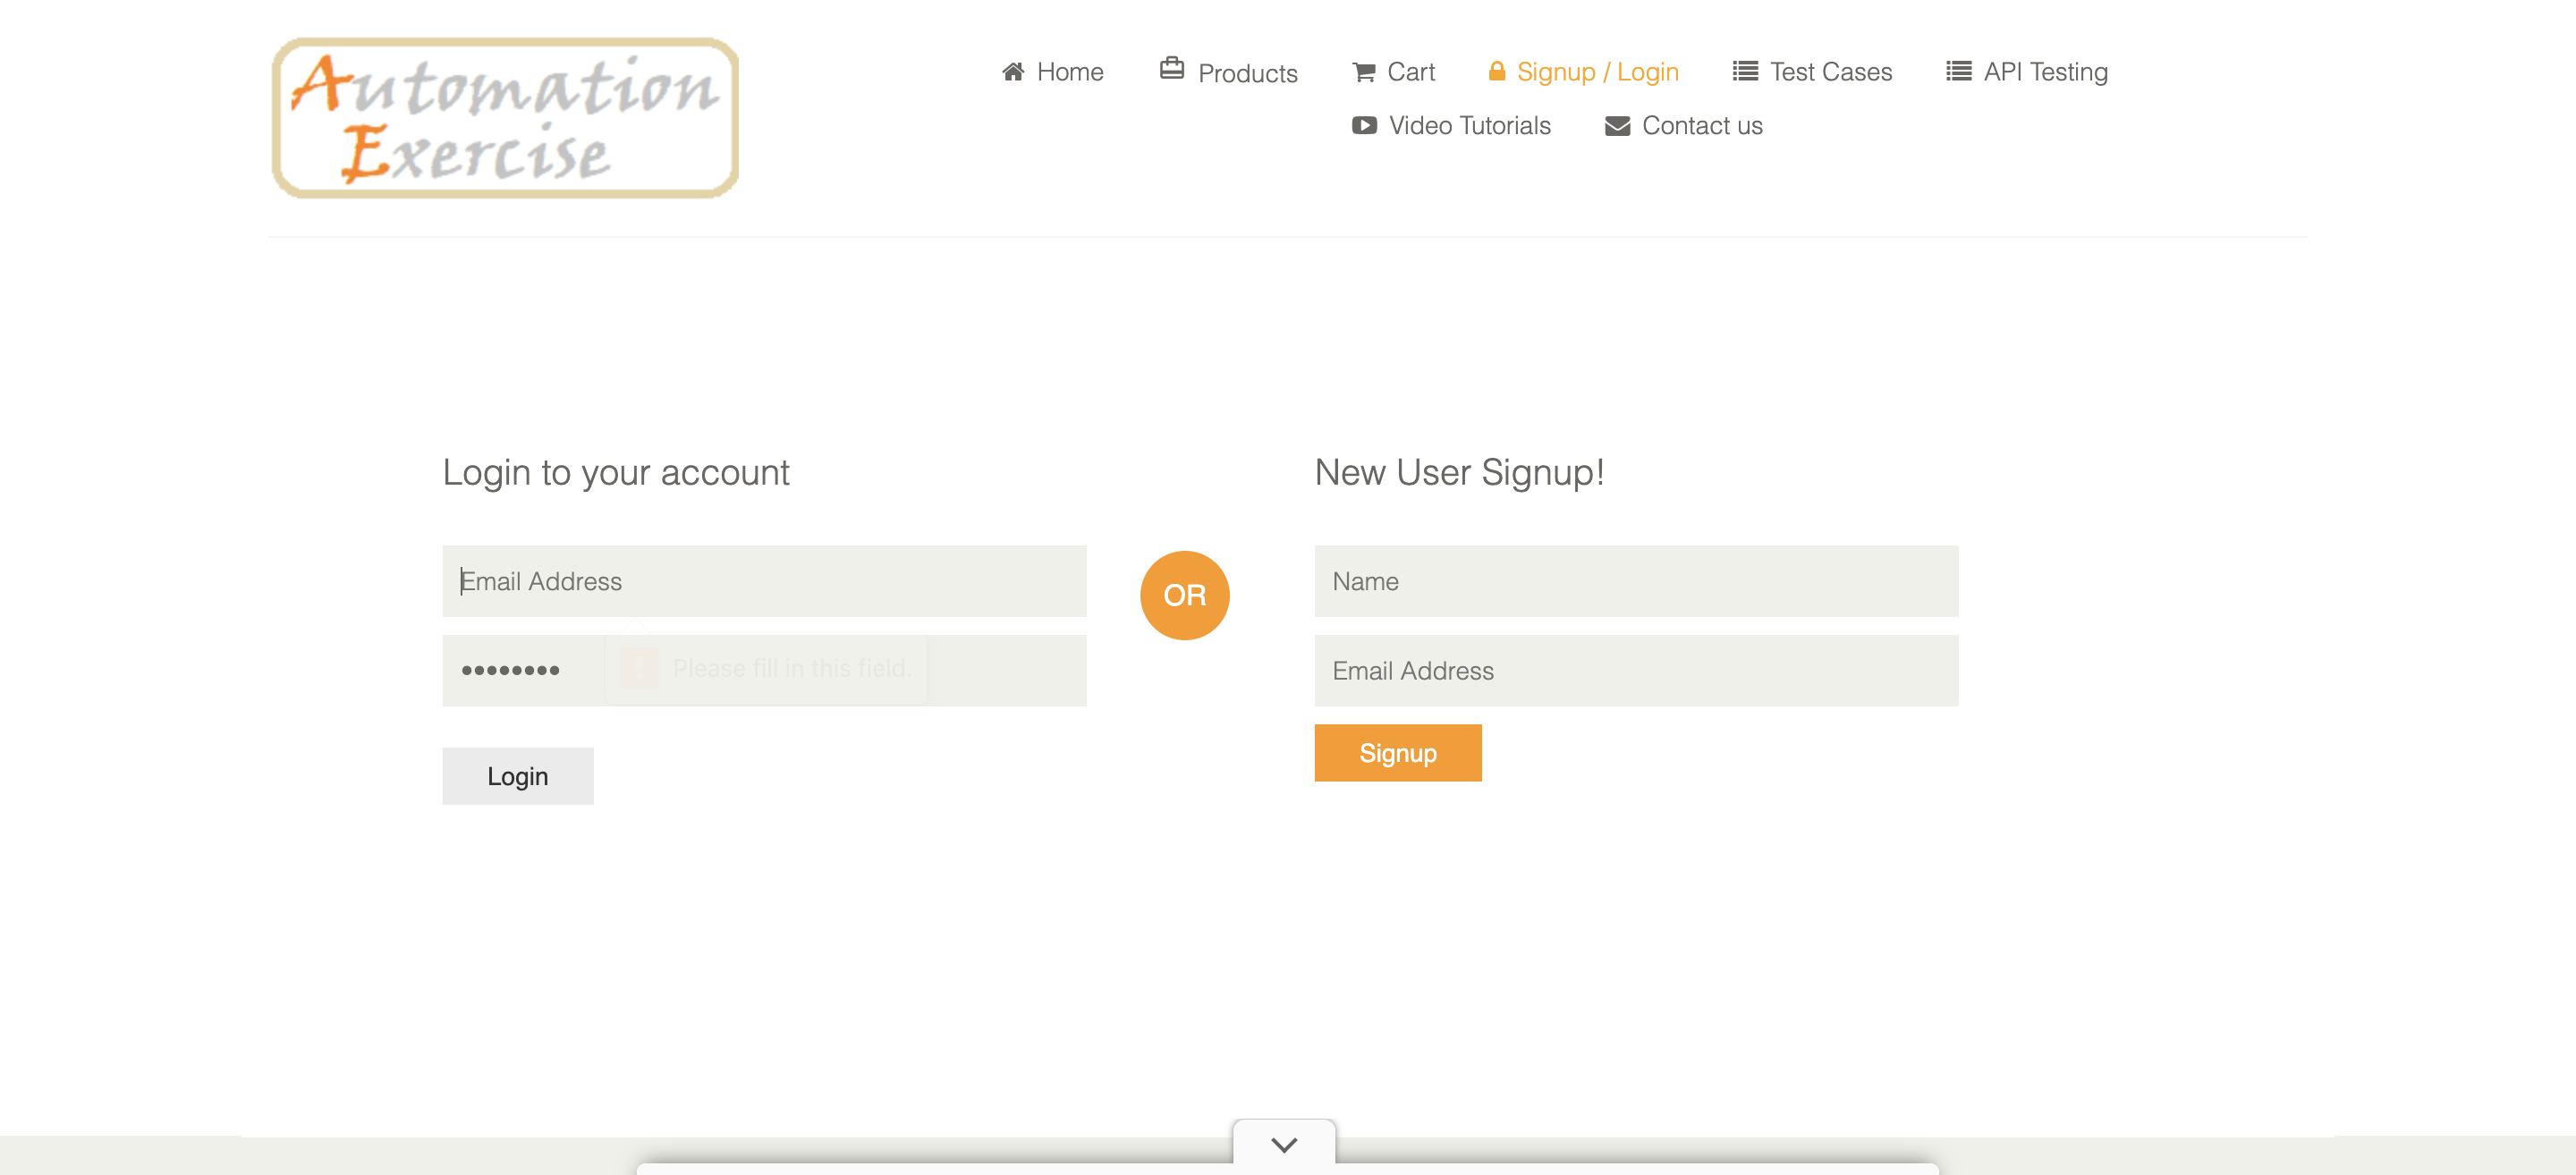 Automation
Exercise
Home
Products
Cart
Signup / Login
Test Cases
API Testing
Video Tutorials
Contact us
Login to your account
Email Address
••••••••
Please fill in this field.
Login
OR
New User Signup!
Name
Email Address
Signup